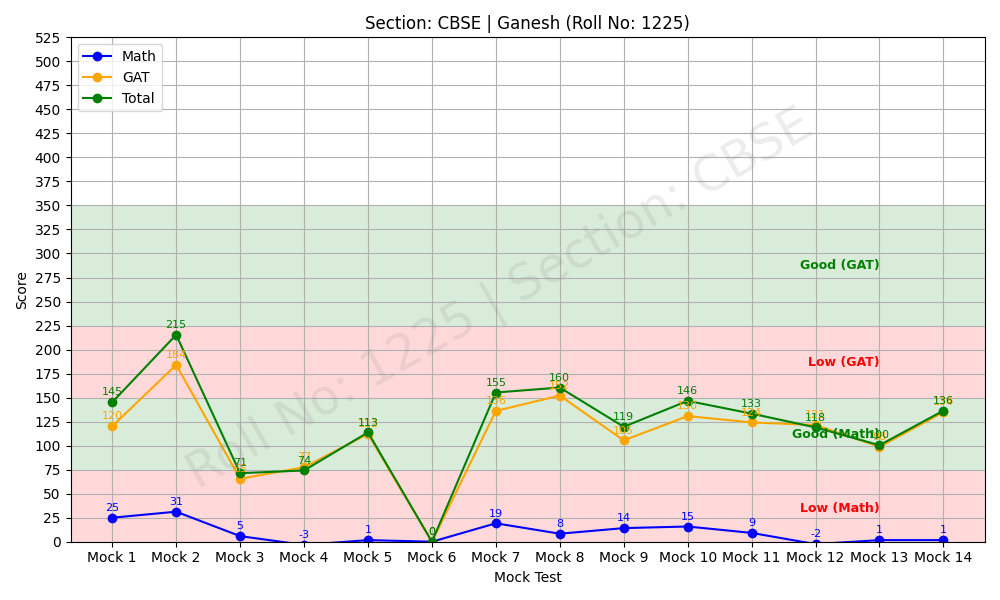 Section: CBSE | Ganesh (Roll No: 1225)
Math
GAT
Total
Score
525
500
475
450
425
400
375
350
325
300
275
250
225
200
175
150
125
100
75
50
25
0
Good (GAT)
Low (GAT)
Good (Math)
Low (Math)
Roll No: 1225 | Section: CBSE
145 215 71 74 113 0 155 160 119 146 133 118 100 136
120 184 77
25 31 5 -3 1 19 8 14 15 9 -2 1 1
Mock 1 Mock 2 Mock 3 Mock 4 Mock 5 Mock 6 Mock 7 Mock 8 Mock 9 Mock 10 Mock 11 Mock 12 Mock 13 Mock 14
Mock Test